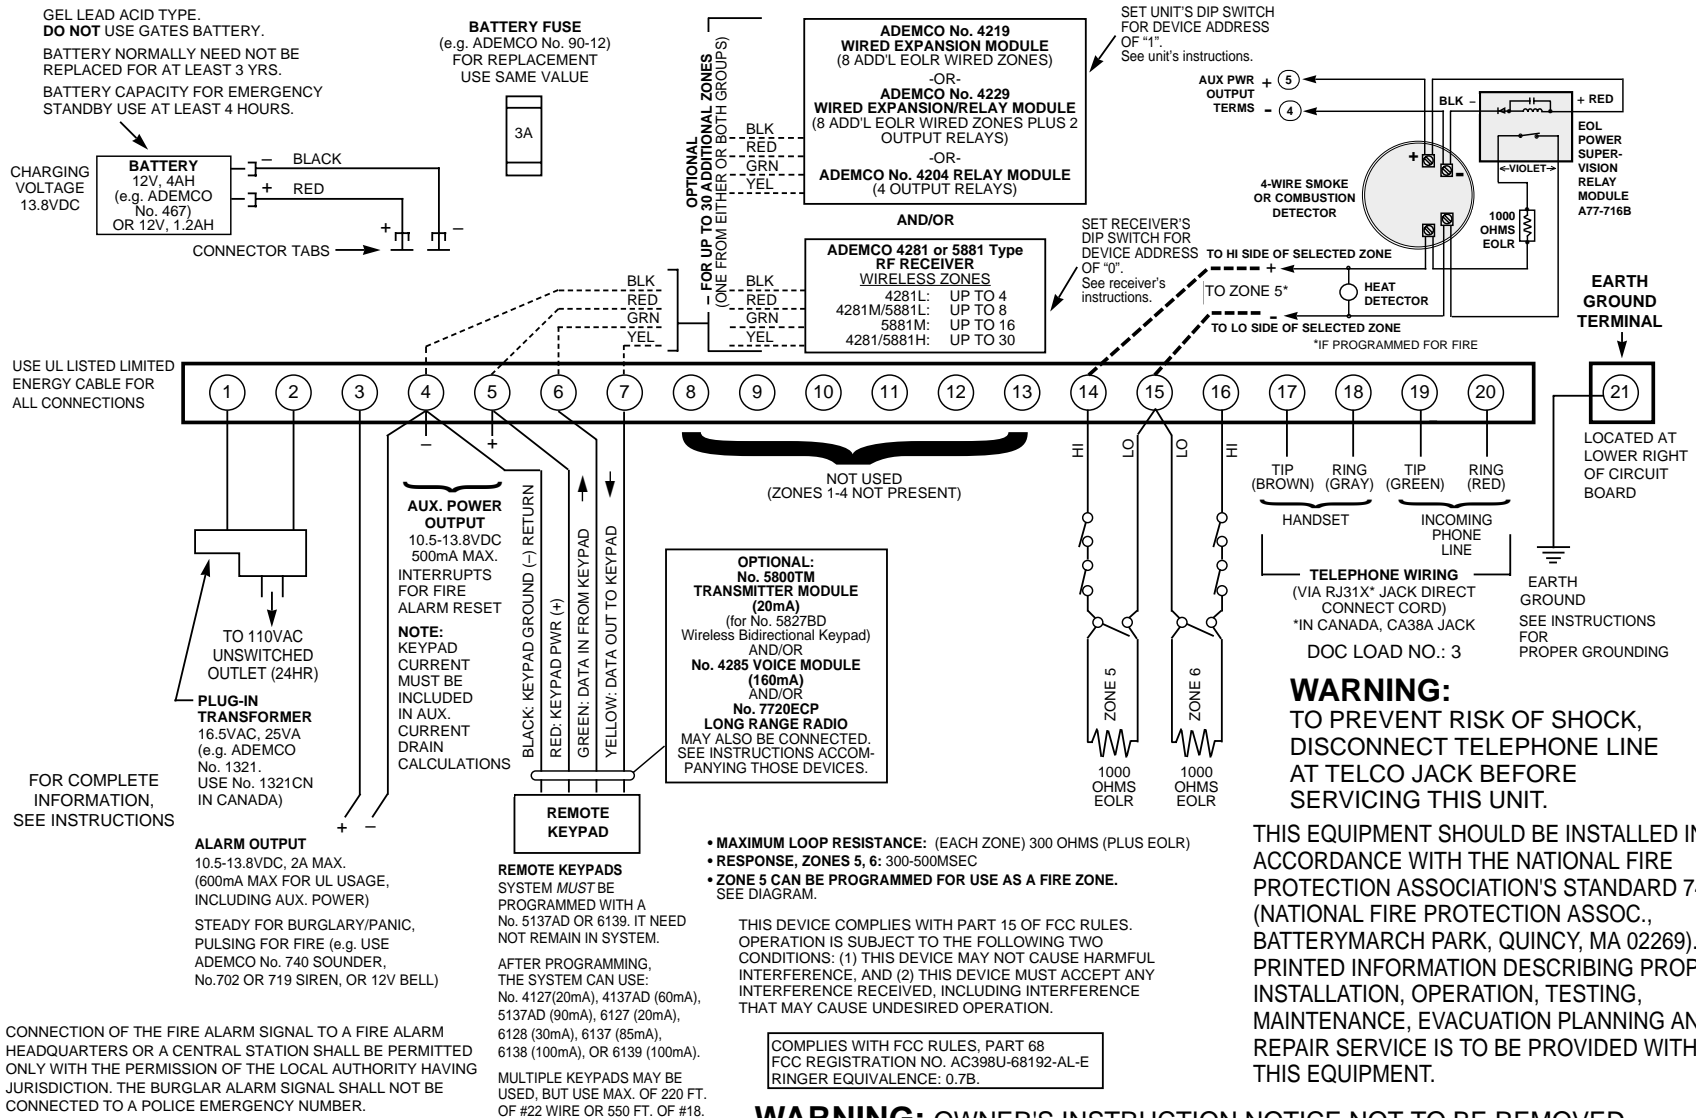 GEL LEAD ACID TYPE.
DO NOT USE GATES BATTERY.
BATTERY NORMALLY NEED NOT BE
REPLACED FOR AT LEAST 3 YRS.
BATTERY CAPACITY FOR EMERGENCY
STANDBY USE AT LEAST 4 HOURS.
CHARGING
VOLTAGE
13.8VDC
BATTERY
12V, 4AH
(e.g. ADEMCO
No. 467)
OR 12V, 1.2AH
– BLACK
+ RED
+ –
CONNECTOR TABS
BATTERY FUSE
(e.g. ADEMCO No. 90-12)
FOR REPLACEMENT
USE SAME VALUE
3A
OPTIONAL
– FOR UP TO 30 ADDITIONAL ZONES –
(ONE FROM EITHER OR BOTH GROUPS)
BLK
RED
GRN
YEL
ADEMCO No. 4219
WIRED EXPANSION MODULE
(8 ADD'L EOLR WIRED ZONES)
-OR-
ADEMCO No. 4229
WIRED EXPANSION/RELAY MODULE
(8 ADD'L EOLR WIRED ZONES PLUS 2
OUTPUT RELAYS)
-OR-
ADEMCO No. 4204 RELAY MODULE
(4 OUTPUT RELAYS)
SET UNIT'S DIP SWITCH
FOR DEVICE ADDRESS
OF “1”.
See unit's instructions.
AND/OR
BLK
RED
GRN
YEL
BLK
RED
GRN
YEL
ADEMCO 4281 or 5881 Type
RF RECEIVER
WIRELESS ZONES
4281L: UP TO 4
4281M/5881L: UP TO 8
5881M: UP TO 16
4281/5881H: UP TO 30
SET RECEIVER'S
DIP SWITCH FOR
DEVICE ADDRESS
OF “0”.
See receiver's
instructions.
AUX PWR
OUTPUT
TERMS
+ 5
- 4
BLK –
+ RED
VIOLET
EOL
POWER
SUPER-
VISION
RELAY
MODULE
A77-716B
+ -
4-WIRE SMOKE
OR COMBUSTION
DETECTOR
1000
OHMS
EOLR
TO HI SIDE OF SELECTED ZONE
+
TO ZONE 5*
HEAT
DETECTOR
-
TO LO SIDE OF SELECTED ZONE
*IF PROGRAMMED FOR FIRE
EARTH
GROUND
TERMINAL
USE UL LISTED LIMITED
ENERGY CABLE FOR
ALL CONNECTIONS
1 2 3 4 5 6 7 8 9 10 11 12 13 14 15 16 17 18 19 20 21
LOCATED AT
LOWER RIGHT
OF CIRCUIT
BOARD
EARTH
GROUND
SEE INSTRUCTIONS
FOR
PROPER GROUNDING
TO 110VAC
UNSWITCHED
OUTLET (24HR)
PLUG-IN
TRANSFORMER
16.5VAC, 25VA
(e.g. ADEMCO
No. 1321.
USE No. 1321CN
IN CANADA)
FOR COMPLETE
INFORMATION,
SEE INSTRUCTIONS
+ –
ALARM OUTPUT
10.5-13.8VDC, 2A MAX.
(600mA MAX FOR UL USAGE,
INCLUDING AUX. POWER)
STEADY FOR BURGLARY/PANIC,
PULSING FOR FIRE (e.g. USE
ADEMCO No. 740 SOUNDER,
No.702 OR 719 SIREN, OR 12V BELL)
– +
AUX. POWER
OUTPUT
10.5-13.8VDC
500mA MAX.
INTERRUPTS
FOR FIRE
ALARM RESET
NOTE:
KEYPAD
CURRENT
MUST BE
INCLUDED
IN AUX.
CURRENT
DRAIN
CALCULATIONS
BLACK: KEYPAD GROUND (–) RETURN
RED: KEYPAD PWR (+)
GREEN: DATA IN FROM KEYPAD
YELLOW: DATA OUT TO KEYPAD
REMOTE
KEYPAD
REMOTE KEYPADS
SYSTEM MUST BE
PROGRAMMED WITH A
No. 5137AD OR 6139. IT NEED
NOT REMAIN IN SYSTEM.
AFTER PROGRAMMING,
THE SYSTEM CAN USE:
No. 4127(20mA), 4137AD (60mA),
5137AD (90mA), 6127 (20mA),
6128 (30mA), 6137 (85mA),
6138 (100mA), OR 6139 (100mA).
MULTIPLE KEYPADS MAY BE
USED, BUT USE MAX. OF 220 FT.
OF #22 WIRE OR 550 FT. OF #18.
NOT USED
(ZONES 1-4 NOT PRESENT)
OPTIONAL:
No. 5800TM
TRANSMITTER MODULE
(20mA)
(for No. 5827BD
Wireless Bidirectional Keypad)
AND/OR
No. 4285 VOICE MODULE
(160mA)
AND/OR
No. 7720ECP
LONG RANGE RADIO
MAY ALSO BE CONNECTED.
SEE INSTRUCTIONS ACCOM-
PANYING THOSE DEVICES.
HI LO LO HI
ZONE 5
ZONE 6
1000
OHMS
EOLR
1000
OHMS
EOLR
TIP
(BROWN)
RING
(GRAY)
TIP
(GREEN)
RING
(RED)
HANDSET
INCOMING
PHONE
LINE
TELEPHONE WIRING
(VIA RJ31X* JACK DIRECT
CONNECT CORD)
*IN CANADA, CA38A JACK
DOC LOAD NO.: 3
WARNING:
TO PREVENT RISK OF SHOCK,
DISCONNECT TELEPHONE LINE
AT TELCO JACK BEFORE
SERVICING THIS UNIT.
• MAXIMUM LOOP RESISTANCE: (EACH ZONE) 300 OHMS (PLUS EOLR)
• RESPONSE, ZONES 5, 6: 300-500MSEC
• ZONE 5 CAN BE PROGRAMMED FOR USE AS A FIRE ZONE.
SEE DIAGRAM.
THIS DEVICE COMPLIES WITH PART 15 OF FCC RULES.
OPERATION IS SUBJECT TO THE FOLLOWING TWO
CONDITIONS: (1) THIS DEVICE MAY NOT CAUSE HARMFUL
INTERFERENCE, AND (2) THIS DEVICE MUST ACCEPT ANY
INTERFERENCE RECEIVED, INCLUDING INTERFERENCE
THAT MAY CAUSE UNDESIRED OPERATION.
COMPLIES WITH FCC RULES, PART 68
FCC REGISTRATION NO. AC398U-68192-AL-E
RINGER EQUIVALENCE: 0.7B.
THIS EQUIPMENT SHOULD BE INSTALLED IN
ACCORDANCE WITH THE NATIONAL FIRE
PROTECTION ASSOCIATION'S STANDARD
(NATIONAL FIRE PROTECTION ASSOC.,
BATTERYMARCH PARK, QUINCY, MA 02269).
PRINTED INFORMATION DESCRIBING
INSTALLATION, OPERATION, TESTING,
MAINTENANCE, EVACUATION PLANNING
REPAIR SERVICE IS TO BE PROVIDED WITH
THIS EQUIPMENT.
CONNECTION OF THE FIRE ALARM SIGNAL TO A FIRE ALARM
HEADQUARTERS OR A CENTRAL STATION SHALL BE PERMITTED
ONLY WITH THE PERMISSION OF THE LOCAL AUTHORITY HAVING
JURISDICTION. THE BURGLAR ALARM SIGNAL SHALL NOT BE
CONNECTED TO A POLICE EMERGENCY NUMBER.
WARNING: OWNER'S INSTRUCTION NOTICE NOT TO BE REMOVED